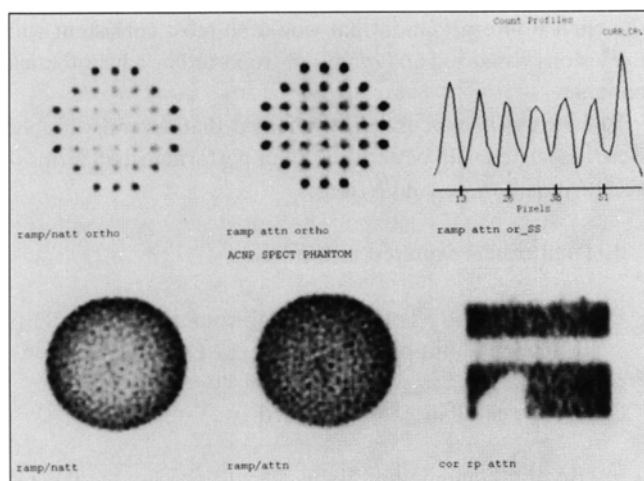 Count Profiles
CURR_CRV
13 26 38 51
Pixels
ramp/natt ortho
ramp attn ortho
ramp attn or_SS
ACNP SPECT PHANTOM
ramp/natt
ramp/attn
cor rp attn